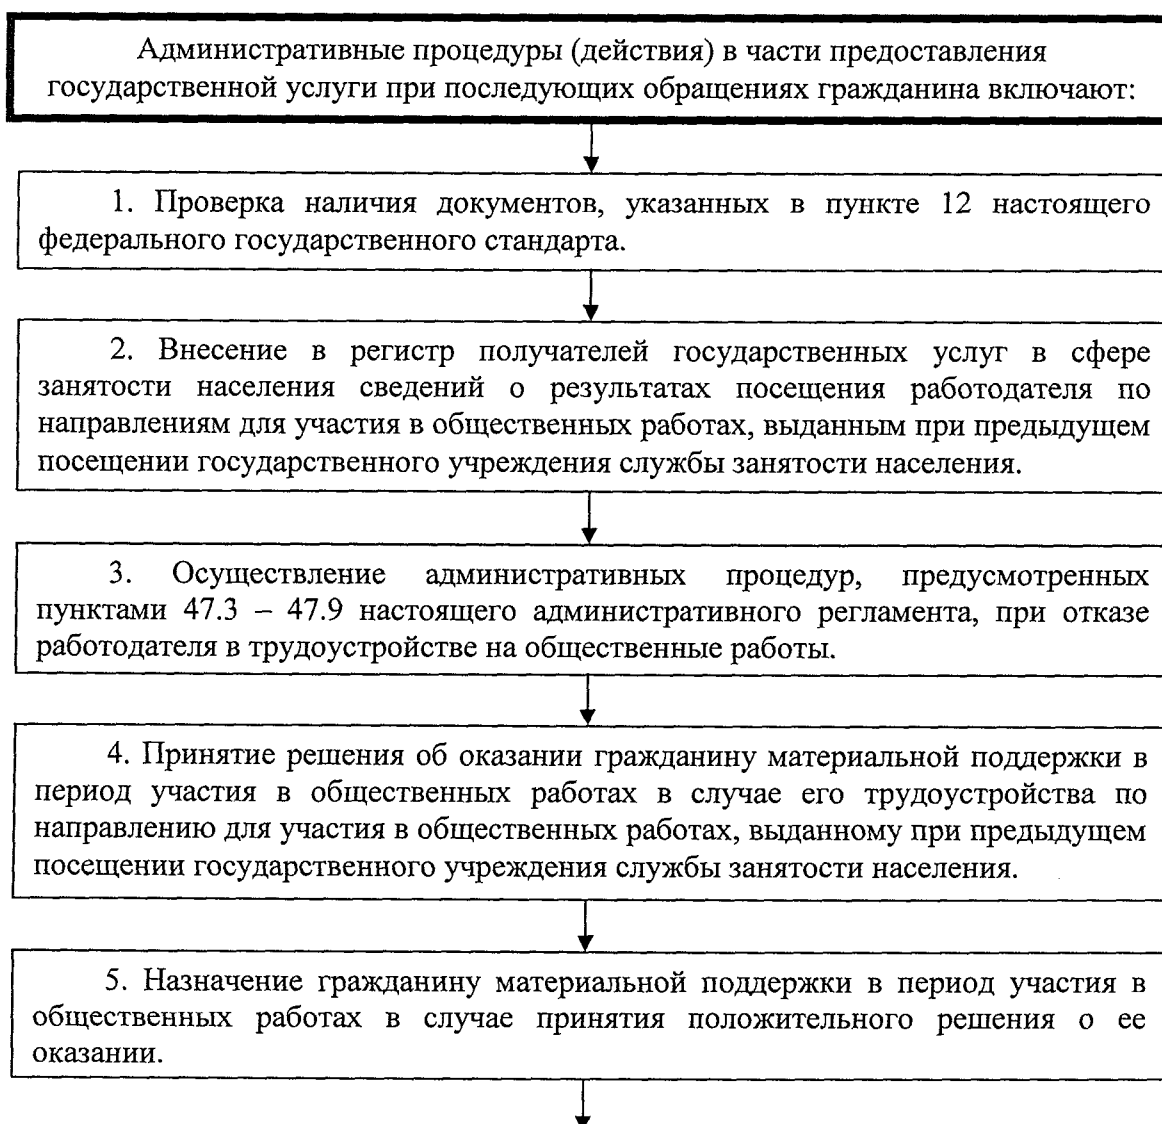 Административные процедуры (действия) в части предоставления
государственной услуги при последующих обращениях гражданина включают:
1. Проверка наличия документов, указанных в пункте 12 настоящего
федерального государственного стандарта.
2. Внесение в регистр получателей государственных услуг в сфере
занятости населения сведений о результатах посещения работодателя по
направлениям для участия в общественных работах, выданным при предыдущем
посещении государственного учреждения службы занятости населения.
3. Осуществление административных процедур, предусмотренных
пунктами 47.3 – 47.9 настоящего административного регламента, при отказе
работодателя в трудоустройстве на общественные работы.
4. Принятие решения об оказании гражданину материальной поддержки в
период участия в общественных работах в случае его трудоустройства по
направлению для участия в общественных работах, выданному при предыдущем
посещении государственного учреждения службы занятости населения.
5. Назначение гражданину материальной поддержки в период участия в
общественных работах в случае принятия положительного решения о ее
оказании.